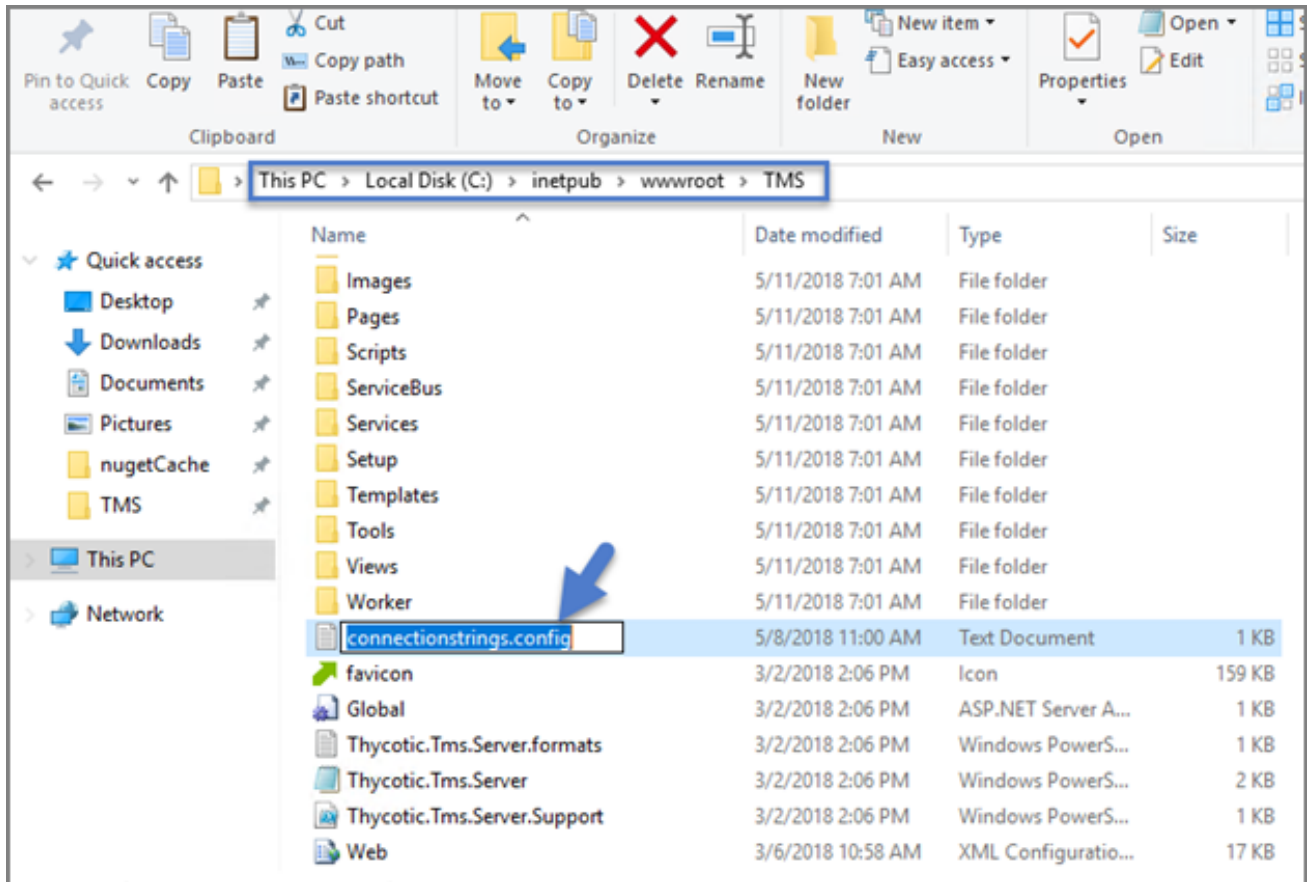 Cut
New item
Open
Copy path
Easy access
Edit
Pin to Quick access
Copy
Paste
Paste shortcut
Move to
Copy to
Delete
Rename
New folder
Properties
Clipboard
Organize
New
Open
This PC > Local Disk (C:) > inetpub > wwwroot > TMS
Name Date modified Type Size
Quick access
Desktop
Downloads
Documents
Pictures
nugetCache
TMS
This PC
Network
Images 5/11/2018 7:01 AM File folder
Pages 5/11/2018 7:01 AM File folder
Scripts 5/11/2018 7:01 AM File folder
ServiceBus 5/11/2018 7:01 AM File folder
Services 5/11/2018 7:01 AM File folder
Setup 5/11/2018 7:01 AM File folder
Templates 5/11/2018 7:01 AM File folder
Tools 5/11/2018 7:01 AM File folder
Views 5/11/2018 7:01 AM File folder
Worker 5/11/2018 7:01 AM File folder
connectionstrings.config 5/8/2018 11:00 AM Text Document 1 KB
favicon 3/2/2018 2:06 PM Icon 159 KB
Global 3/2/2018 2:06 PM ASP.NET Server A... 1 KB
Thycotic.Tms.Server.formats 3/2/2018 2:06 PM Windows PowerS... 1 KB
Thycotic.Tms.Server 3/2/2018 2:06 PM Windows PowerS... 2 KB
Thycotic.Tms.Server.Support 3/2/2018 2:06 PM Windows PowerS... 1 KB
Web 3/6/2018 10:58 AM XML Configuratio... 17 KB